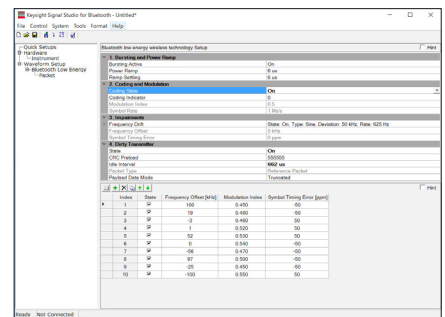 Keysight Signal Studio for Bluetooth - Untitled*
File Control System Tools Format Help
Quick Setups
Hardware
Instrument
Waveform Setup
Bluetooth Low Energy
Packet
Bluetooth low energy wireless technology Setup
Hint
1. Bursting and Power Ramp
Bursting Active On
Power Ramp 6 us
Ramp Settling 6 us
2. Coding and Modulation
Coding State On
Coding Indicator 0
Modulation Index 0.5
Symbol Rate 1 Msps
3. Impairments
Frequency Drift State: On, Type: Sine, Deviation: 50 kHz, Rate: 625 Hz
Frequency Offset 0 kHz
Symbol Timing Error 0 ppm
4. Dirty Transmitter
State On
CRC Preload 555555
Idle Interval 662 us
Packet Type Reference Packet
Payload Data Mode Truncated
Hint
Index State Frequency Offset [kHz] Modulation Index Symbol Timing Error [ppm]
1 100 0.450 -50
2 19 0.480 -50
3 -3 0.460 50
4 1 0.520 50
5 52 0.530 50
6 0 0.540 -50
7 -56 0.470 -50
8 97 0.500 -50
9 -25 0.450 -50
10 -100 0.550 50
Ready Not Connected